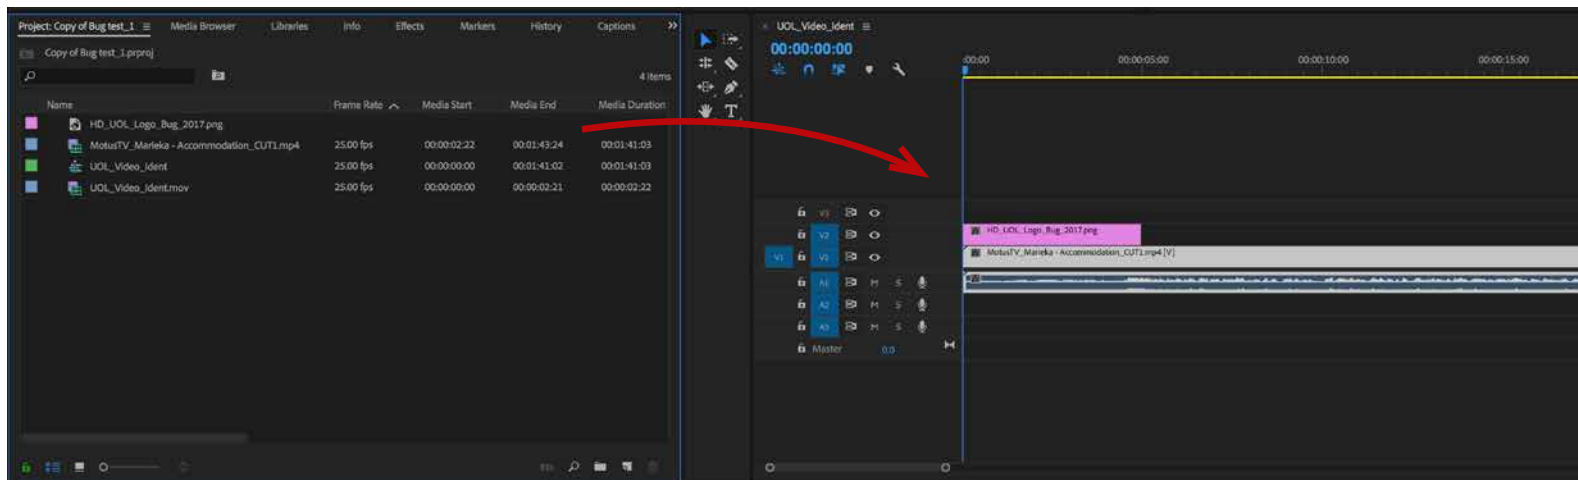 Project: Copy of Bug test_1 Media Browser Libraries Info Effects Markers History Captions »
Copy of Bug test_1.prproj
4 Items
Name Frame Rate Media Start Media End Media Duration
HD_UOL_Logo_Bug_2017.png
MotusTV_Marieka - Accommodation_CUT1.mp4 25.00 fps 00:00:02:22 00:01:43:24 00:01:41:03
UOL_Video_Ident 25.00 fps 00:00:00:00 00:01:41:02 00:01:41:03
UOL_Video_Ident.mov 25.00 fps 00:00:00:00 00:00:02:21 00:00:02:22
× UOL_Video_Ident
00:00:00:00
:00:00 00:00:05:00 00:00:10:00 00:00:15:00
V3
V2 HD_UOL_Logo_Bug_2017.png
V1 V1 MotusTV_Marieka - Accommodation_CUT1.mp4 [V]
A1 M S
A2 M S
A3 M S
Master 0.0